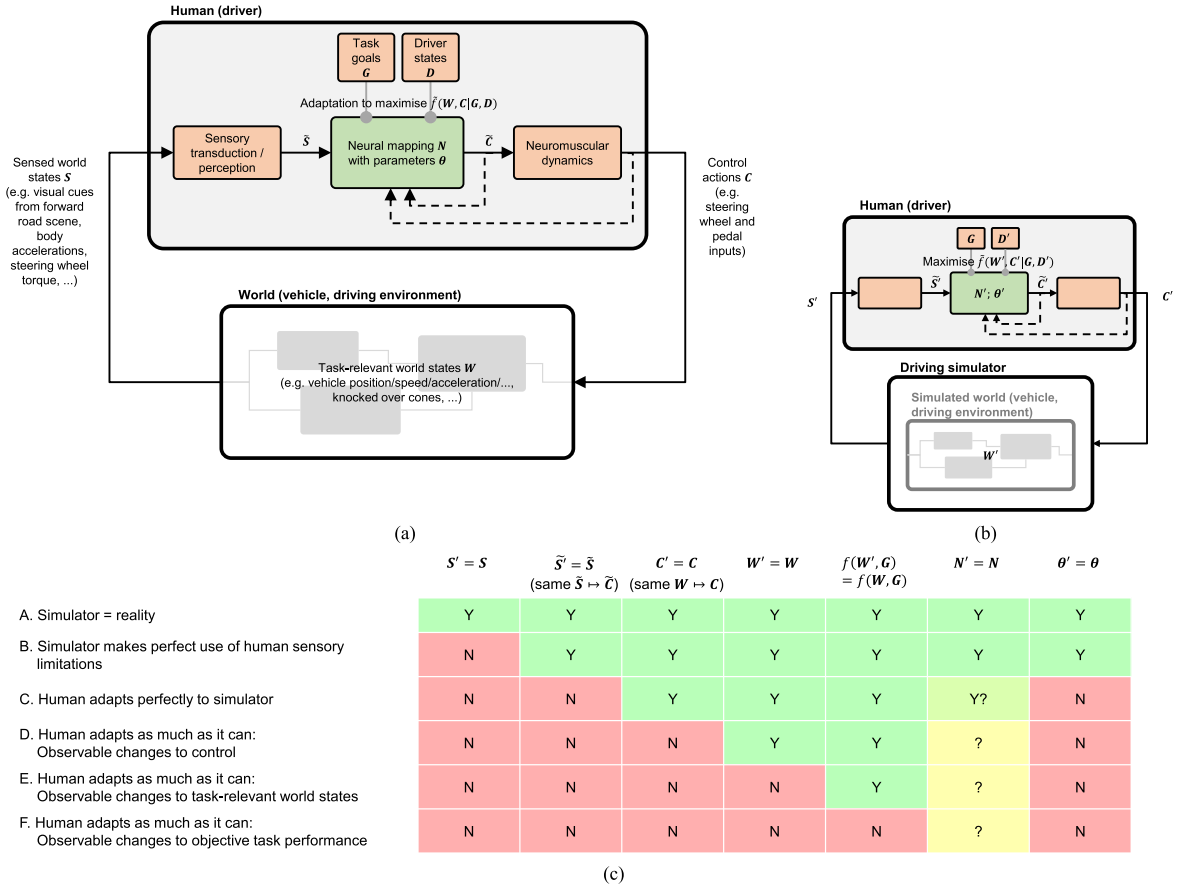 Human (driver)
Task
goals
G
Driver
states
D
Adaptation to maximise f̃(W, C|G, D)
Sensory
transduction /
perception
S̃
Neural mapping N
with parameters θ
C̃
Neuromuscular
dynamics
Sensed world
states S
(e.g. visual cues
from forward
road scene,
body
accelerations,
steering wheel
torque, ...)
Control
actions C
(e.g.
steering
wheel and
pedal
inputs)
World (vehicle, driving environment)
Task-relevant world states W
(e.g. vehicle position/speed/acceleration/...,
knocked over cones, ...)
(a)
Human (driver)
G
D′
Maximise f̃(W′, C′|G, D′)
S′
S̃′
N′; θ′
C̃′
C′
Driving simulator
Simulated world (vehicle,
driving environment)
W′
(b)
S′ = S
S̃′ = S̃
(same S̃ ↦ C̃)
C′ = C
(same W ↦ C)
W′ = W
f(W′, G)
= f(W, G)
N′ = N
θ′ = θ
A. Simulator = reality
Y Y Y Y Y Y Y
B. Simulator makes perfect use of human sensory
limitations
N Y Y Y Y Y Y
C. Human adapts perfectly to simulator
N N Y Y Y Y? N
D. Human adapts as much as it can:
Observable changes to control
N N N Y Y ? N
E. Human adapts as much as it can:
Observable changes to task-relevant world states
N N N N Y ? N
F. Human adapts as much as it can:
Observable changes to objective task performance
N N N N N ? N
(c)